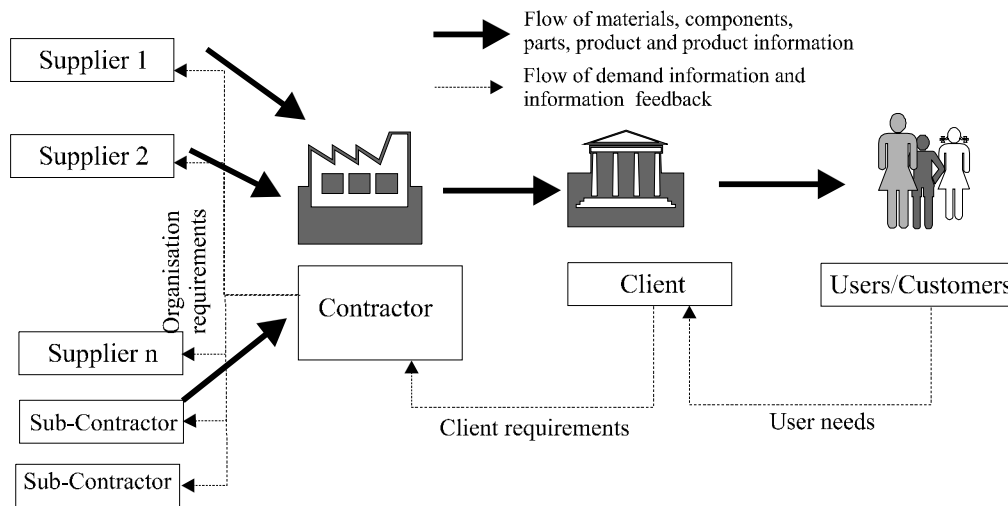 Flow of materials, components,
parts, product and product information
Flow of demand information and
information feedback
Supplier 1
Supplier 2
Organisation
requirements
Supplier n
Sub-Contractor
Sub-Contractor
Contractor
Client
Users/Customers
Client requirements
User needs